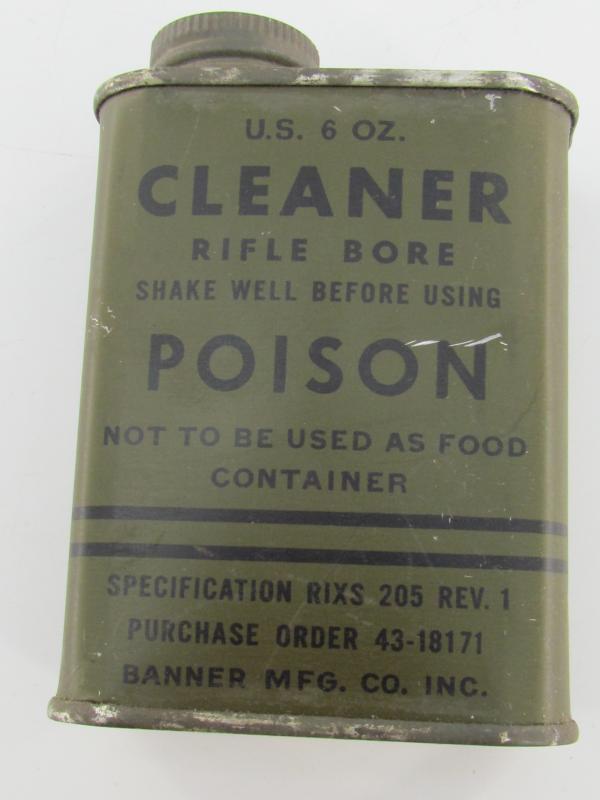 U.S. 6 OZ.
CLEANER
RIFLE BORE
SHAKE WELL BEFORE USING
POISON
NOT TO BE USED AS FOOD
CONTAINER
SPECIFICATION RIXS 205 REV. 1
PURCHASE ORDER 43-18171
BANNER MFG. CO. INC.